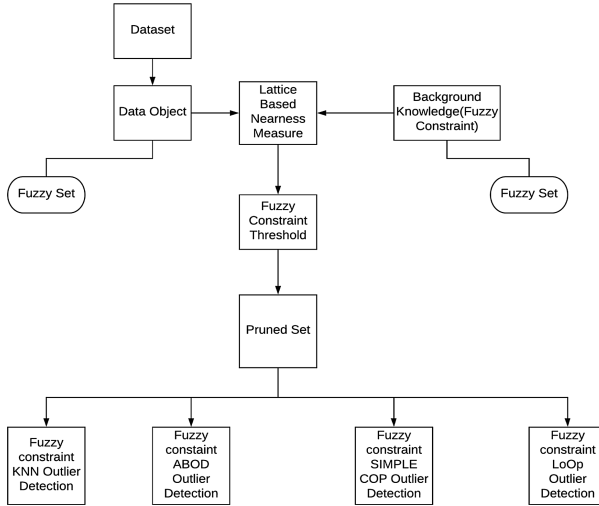 Dataset
Data Object
Lattice
Based
Nearness
Measure
Background
Knowledge(Fuzzy
Constraint)
Fuzzy Set
Fuzzy Set
Fuzzy
Constraint
Threshold
Pruned Set
Fuzzy
constraint
KNN Outlier
Detection
Fuzzy
constaint
ABOD
Outlier
Detection
Fuzzy
constraint
SIMPLE
COP Outlier
Detection
Fuzzy
constraint
LoOp
Outlier
Detection